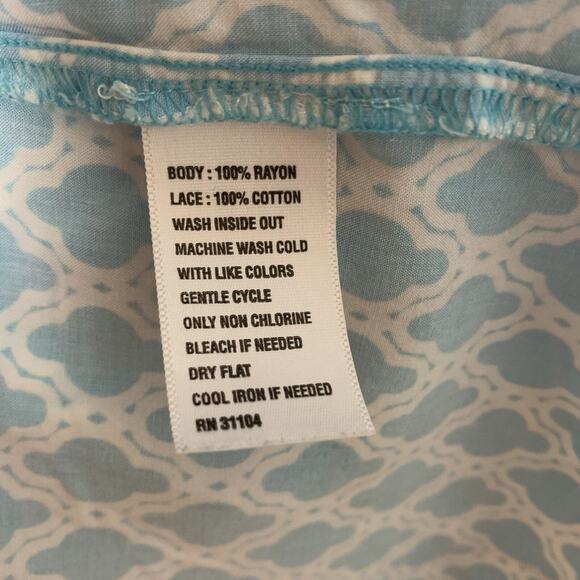 BODY : 100% RAYON
LACE : 100% COTTON
WASH INSIDE OUT
MACHINE WASH COLD
WITH LIKE COLORS
GENTLE CYCLE
ONLY NON CHLORINE
BLEACH IF NEEDED
DRY FLAT
COOL IRON IF NEEDED
RN 31104